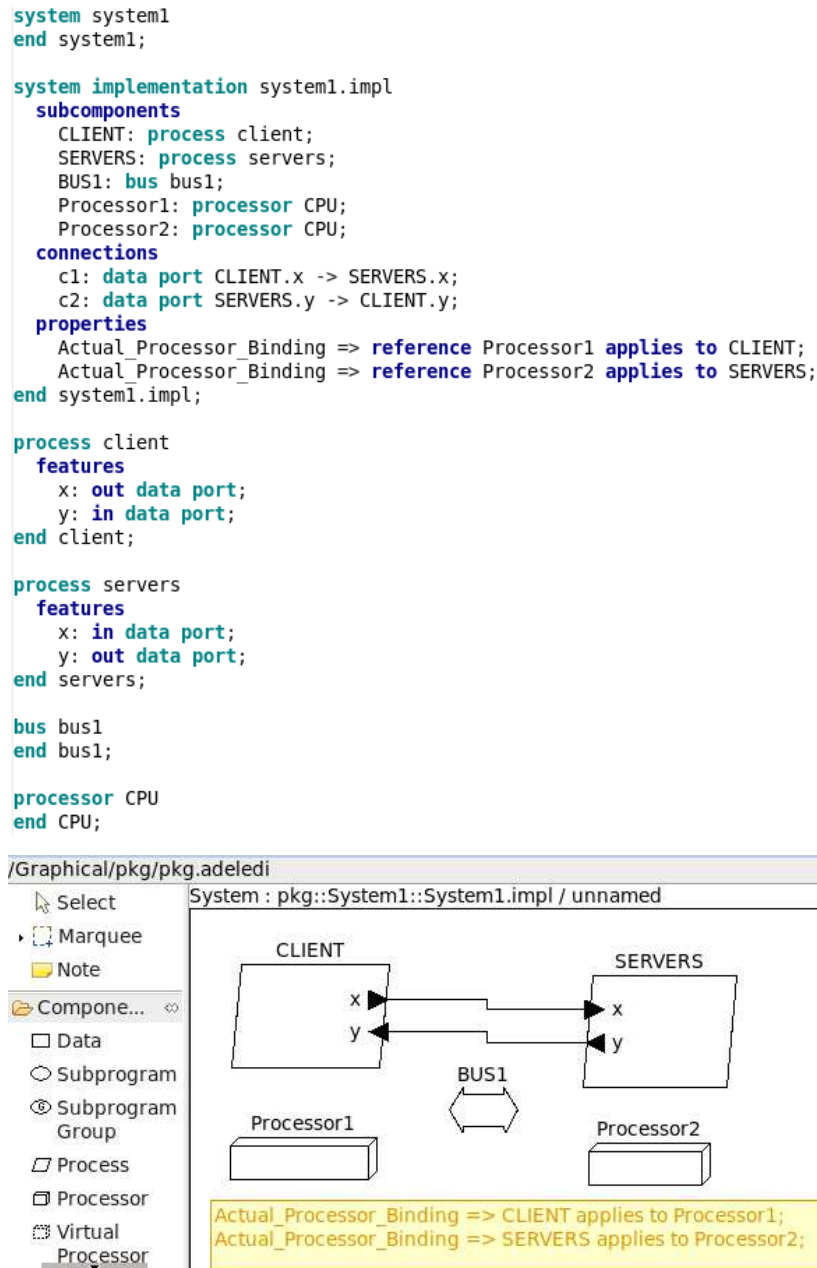 system system1
end system1;
system implementation system1.impl
subcomponents
CLIENT: process client;
SERVERS: process servers;
BUS1: bus bus1;
Processor1: processor CPU;
Processor2: processor CPU;
connections
c1: data port CLIENT.x -> SERVERS.x;
c2: data port SERVERS.y -> CLIENT.y;
properties
Actual_Processor_Binding => reference Processor1 applies to CLIENT;
Actual_Processor_Binding => reference Processor2 applies to SERVERS;
end system1.impl;
process client
features
x: out data port;
y: in data port;
end client;
process servers
features
x: in data port;
y: out data port;
end servers;
bus bus1
end bus1;
processor CPU
end CPU;
/Graphical/pkg/pkg.adeledi
Select
Marquee
Note
Compone...
Data
Subprogram
Subprogram
Group
Process
Processor
Virtual
Processor
System : pkg::System1::System1.impl / unnamed
CLIENT
SERVERS
x
x
y
y
BUS1
Processor1
Processor2
Actual_Processor_Binding => CLIENT applies to Processor1;
Actual_Processor_Binding => SERVERS applies to Processor2;